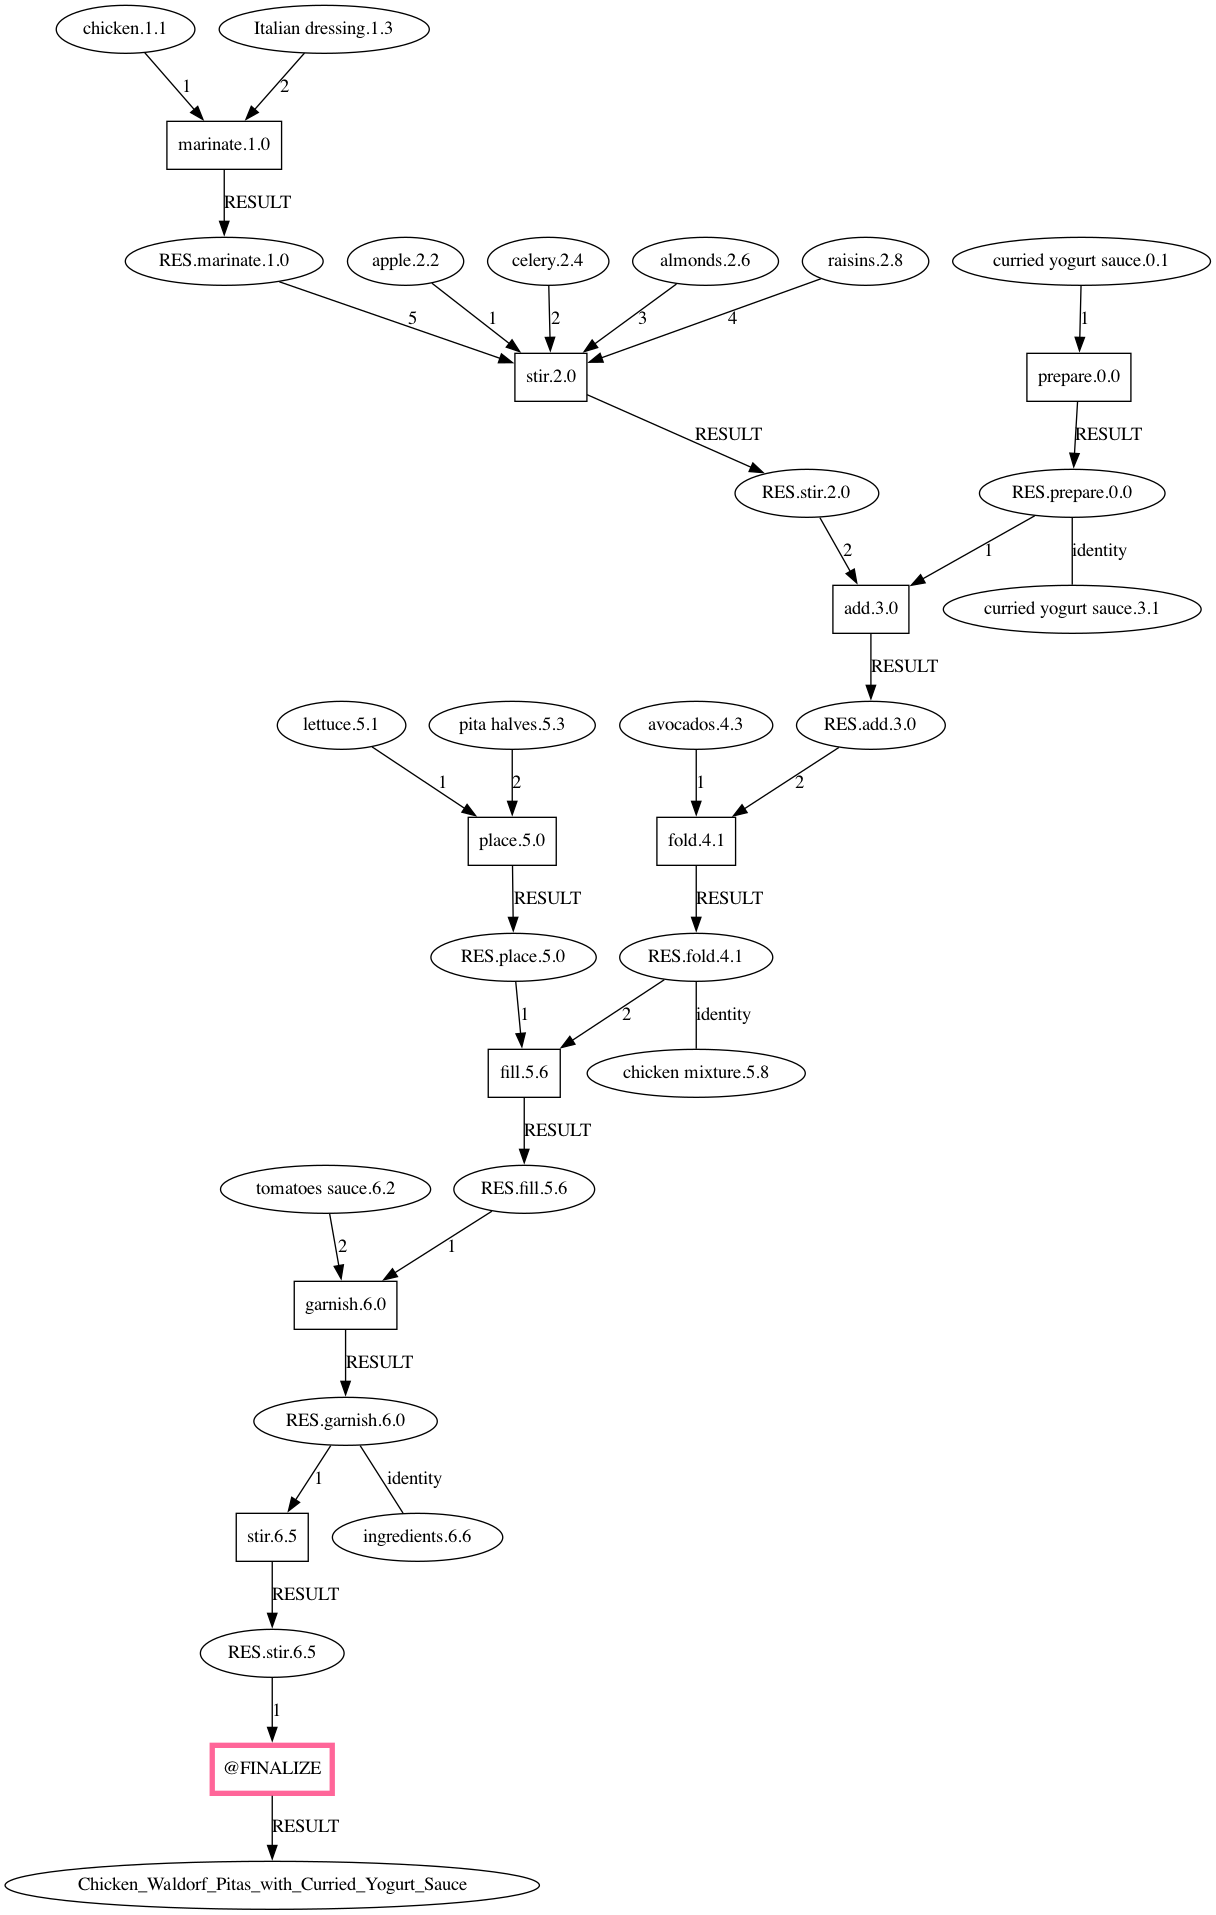 chicken.1.1
Italian dressing.1.3
1
2
marinate.1.0
RESULT
RES.marinate.1.0
apple.2.2
celery.2.4
almonds.2.6
raisins.2.8
curried yogurt sauce.0.1
5
1
2
3
4
1
stir.2.0
prepare.0.0
RESULT
RESULT
RES.stir.2.0
RES.prepare.0.0
2
1
identity
add.3.0
curried yogurt sauce.3.1
RESULT
lettuce.5.1
pita halves.5.3
avocados.4.3
RES.add.3.0
1
2
1
2
place.5.0
fold.4.1
RESULT
RESULT
RES.place.5.0
RES.fold.4.1
1
2
identity
fill.5.6
chicken mixture.5.8
RESULT
tomatoes sauce.6.2
RES.fill.5.6
2
1
garnish.6.0
RESULT
RES.garnish.6.0
1
identity
stir.6.5
ingredients.6.6
RESULT
RES.stir.6.5
1
@FINALIZE
RESULT
Chicken_Waldorf_Pitas_with_Curried_Yogurt_Sauce